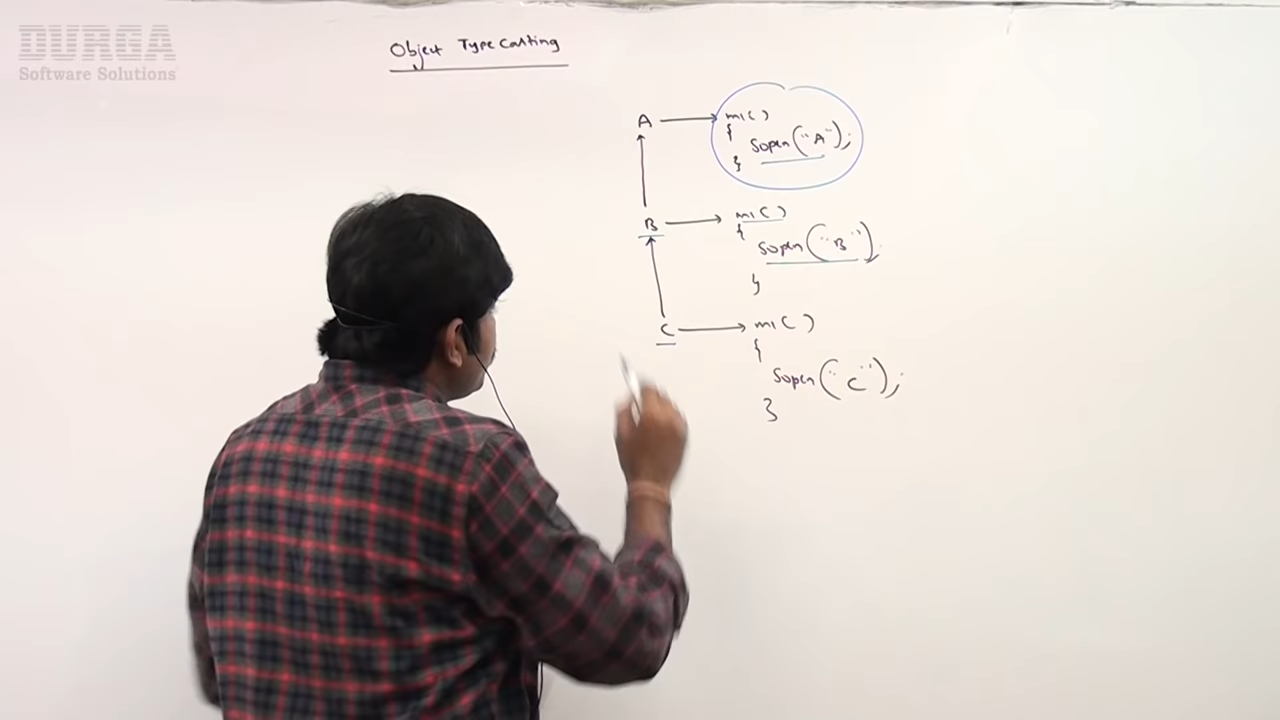 DURGA
Software Solutions
Object Type Casting
A
m1( )
{
Sopln("A");
}
B
m1( )
{
Sopln("B");
}
C
m1( )
{
Sopln("C");
}